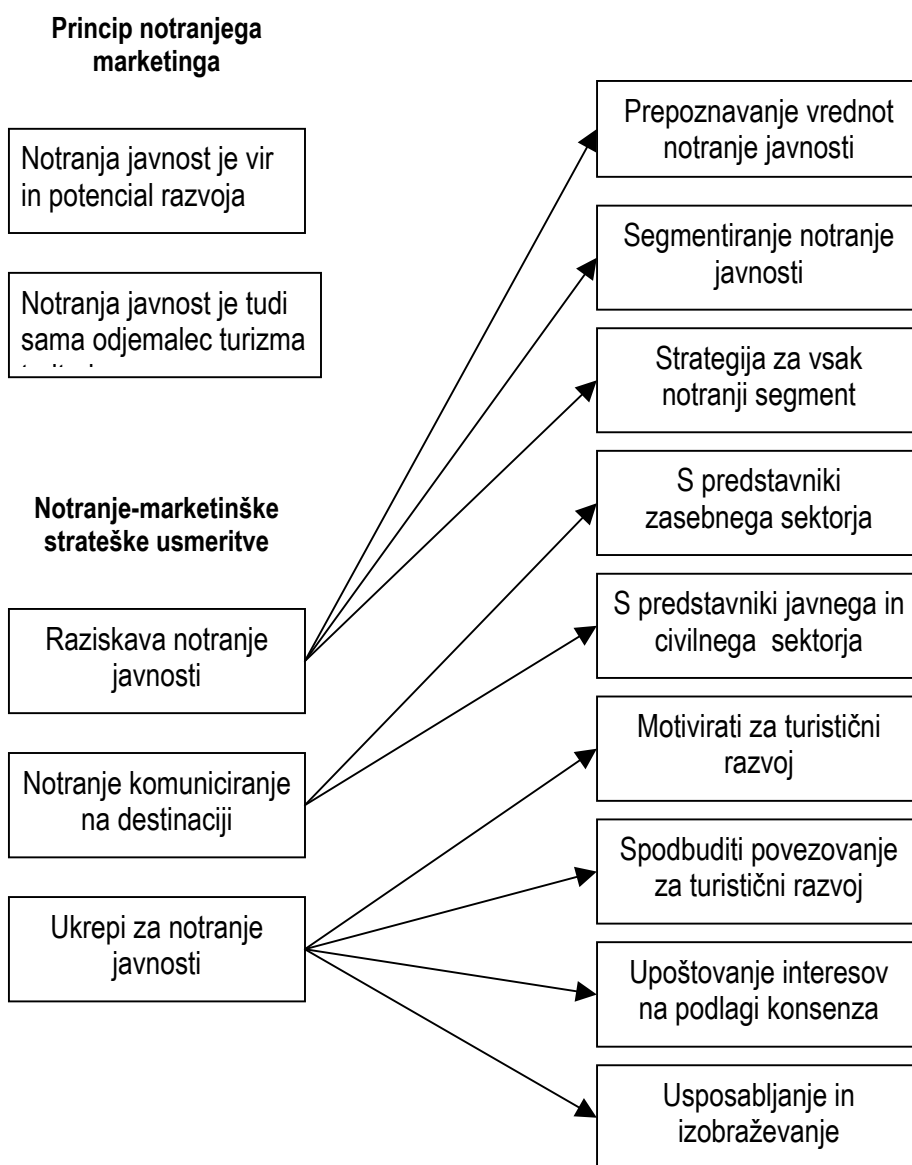 Princip notranjega
marketinga
Notranja javnost je vir
in potencial razvoja
Notranja javnost je tudi
sama odjemalec turizma
Notranje-marketinške
strateške usmeritve
Raziskava notranje
javnosti
Notranje komuniciranje
na destinaciji
Ukrepi za notranje
javnosti
Prepoznavanje vrednot
notranje javnosti
Segmentiranje notranje
javnosti
Strategija za vsak
notranji segment
S predstavniki
zasebnega sektorja
S predstavniki javnega in
civilnega sektorja
Motivirati za turistični
razvoj
Spodbuditi povezovanje
za turistični razvoj
Upoštovanje interesov
na podlagi konsenza
Usposabljanje in
izobraževanje